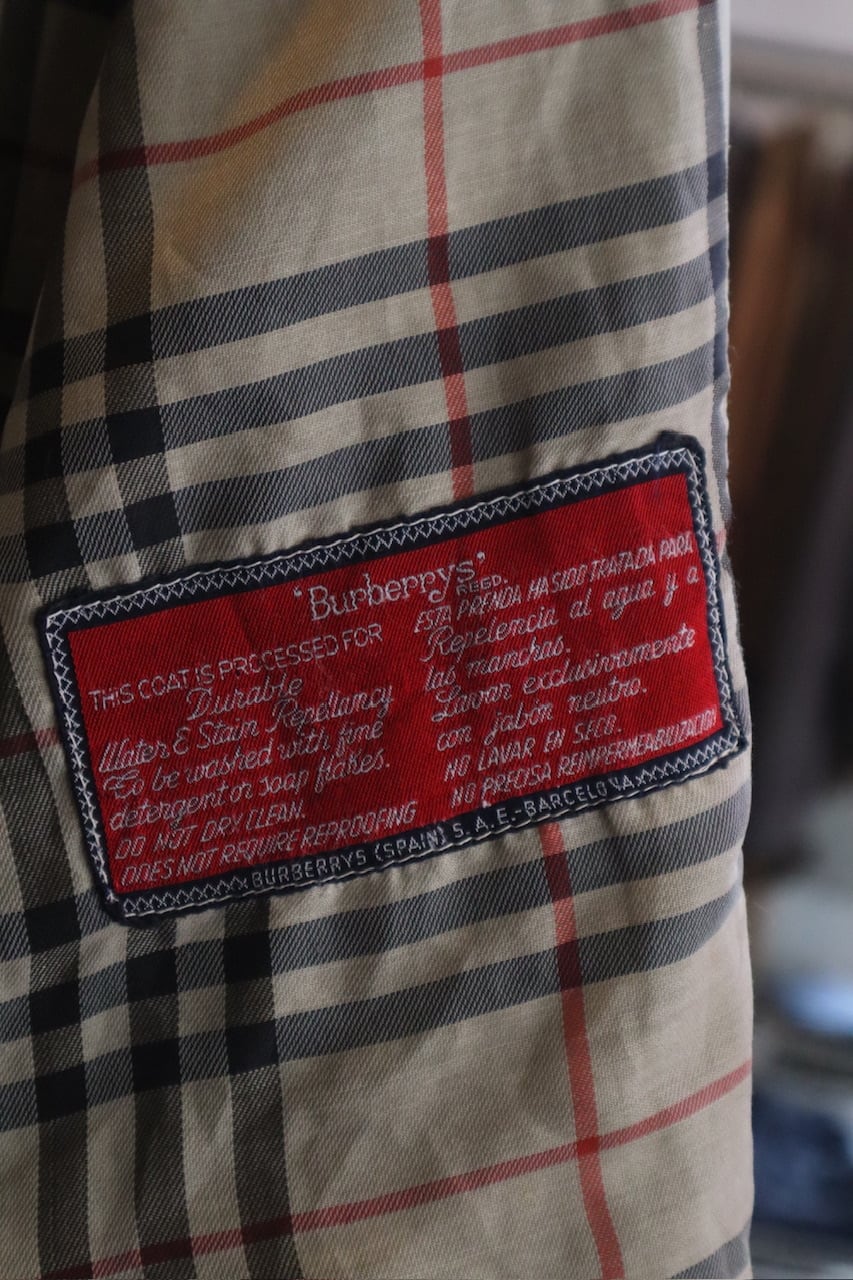 'Burberrys'
REED.
THIS COAT IS PROCESSED FOR
Durable
Water & Stain Repellancy
To be washed with fine
detergent or soap flakes.
DO NOT DRY CLEAN.
DOES NOT REQUIRE REPROOFING
ESTA PRENDA HA SIDO TRATADA PARA
Repelencia al agua y a
las manchas.
Lavar exclusivamente
con jabón neutro.
NO LAVAR EN SECO.
NO PRECISA REIMPERMEABILIZACION
BURBERRYS (SPAIN) S.A.E.-BARCELONA